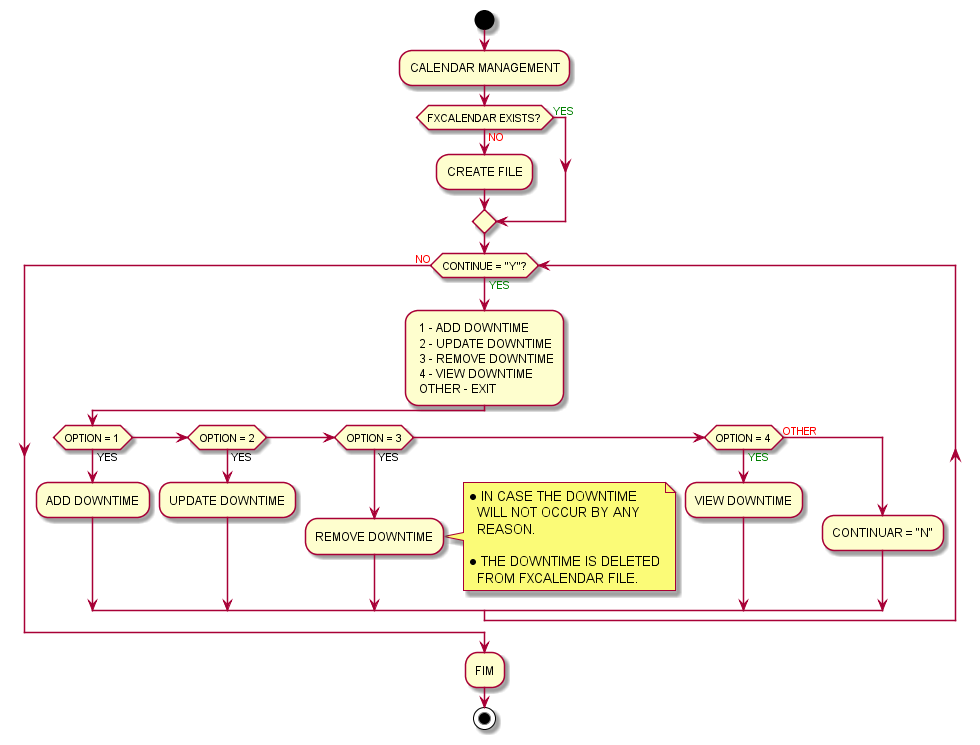 CALENDAR MANAGEMENT
FXCALENDAR EXISTS?
YES
NO
CREATE FILE
NO
CONTINUE = "Y"?
YES
1 - ADD DOWNTIME
2 - UPDATE DOWNTIME
3 - REMOVE DOWNTIME
4 - VIEW DOWNTIME
OTHER - EXIT
OPTION = 1
YES
ADD DOWNTIME
OPTION = 2
YES
UPDATE DOWNTIME
OPTION = 3
YES
REMOVE DOWNTIME
● IN CASE THE DOWNTIME
WILL NOT OCCUR BY ANY
REASON.
● THE DOWNTIME IS DELETED
FROM FXCALENDAR FILE.
OPTION = 4
YES
VIEW DOWNTIME
OTHER
CONTINUAR = "N"
FIM